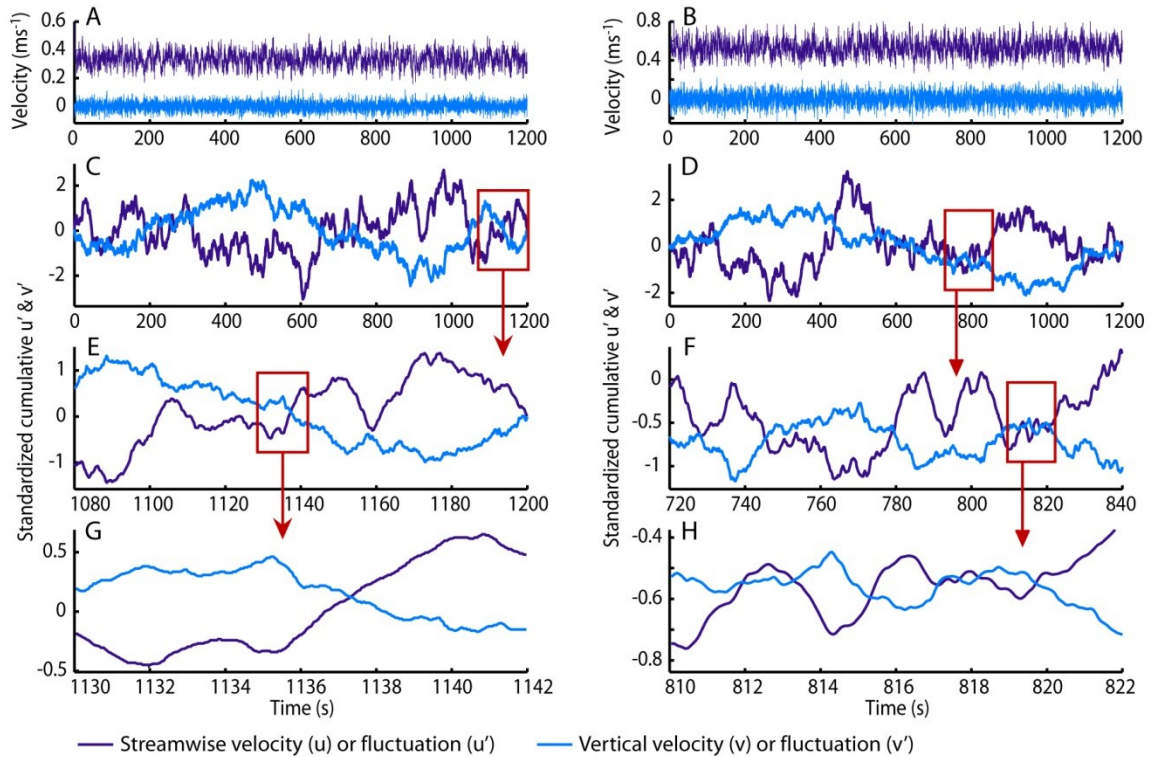 A
Velocity (ms⁻¹)
0.6
0.4
0.2
0
0 200 400 600 800 1000 1200
B
Velocity (ms⁻¹)
0.8
0.4
0
0 200 400 600 800 1000 1200
C
2
0
-2
0 200 400 600 800 1000 1200
D
2
0
-2
0 200 400 600 800 1000 1200
Standardized cumulative u' & v'
E
1
0
-1
1080 1100 1120 1140 1160 1180 1200
Standardized cumulative u' & v'
F
0
-0.5
-1
720 740 760 780 800 820 840
G
0.5
0
-0.5
1130 1132 1134 1136 1138 1140 1142
Time (s)
H
-0.4
-0.6
-0.8
810 812 814 816 818 820 822
Time (s)
Streamwise velocity (u) or fluctuation (u') Vertical velocity (v) or fluctuation (v')